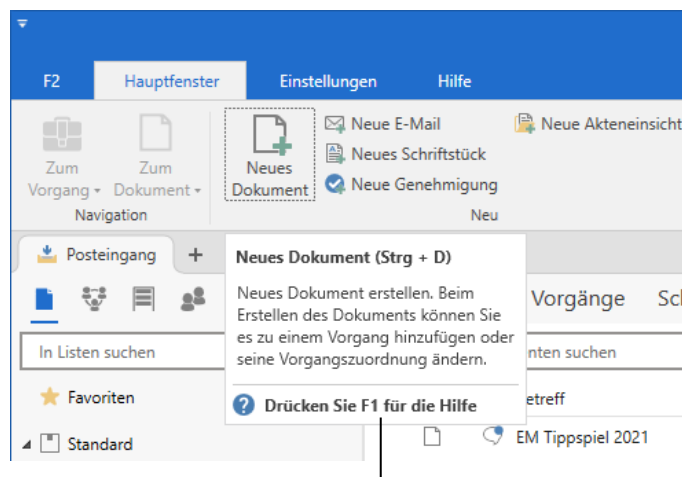 F2 Hauptfenster Einstellungen Hilfe
Neue E-Mail Neue Akteneinsicht
Zum Zum Neues Neues Schriftstück
Vorgang Dokument Dokument Neue Genehmigung
Navigation Neu
Posteingang +
Neues Dokument (Strg + D)
Neues Dokument erstellen. Beim
Erstellen des Dokuments können Sie
es zu einem Vorgang hinzufügen oder
seine Vorgangszuordnung ändern.
Drücken Sie F1 für die Hilfe
Vorgänge
In Listen suchen
nten suchen
Favoriten
etreff
Standard
EM Tippspiel 2021